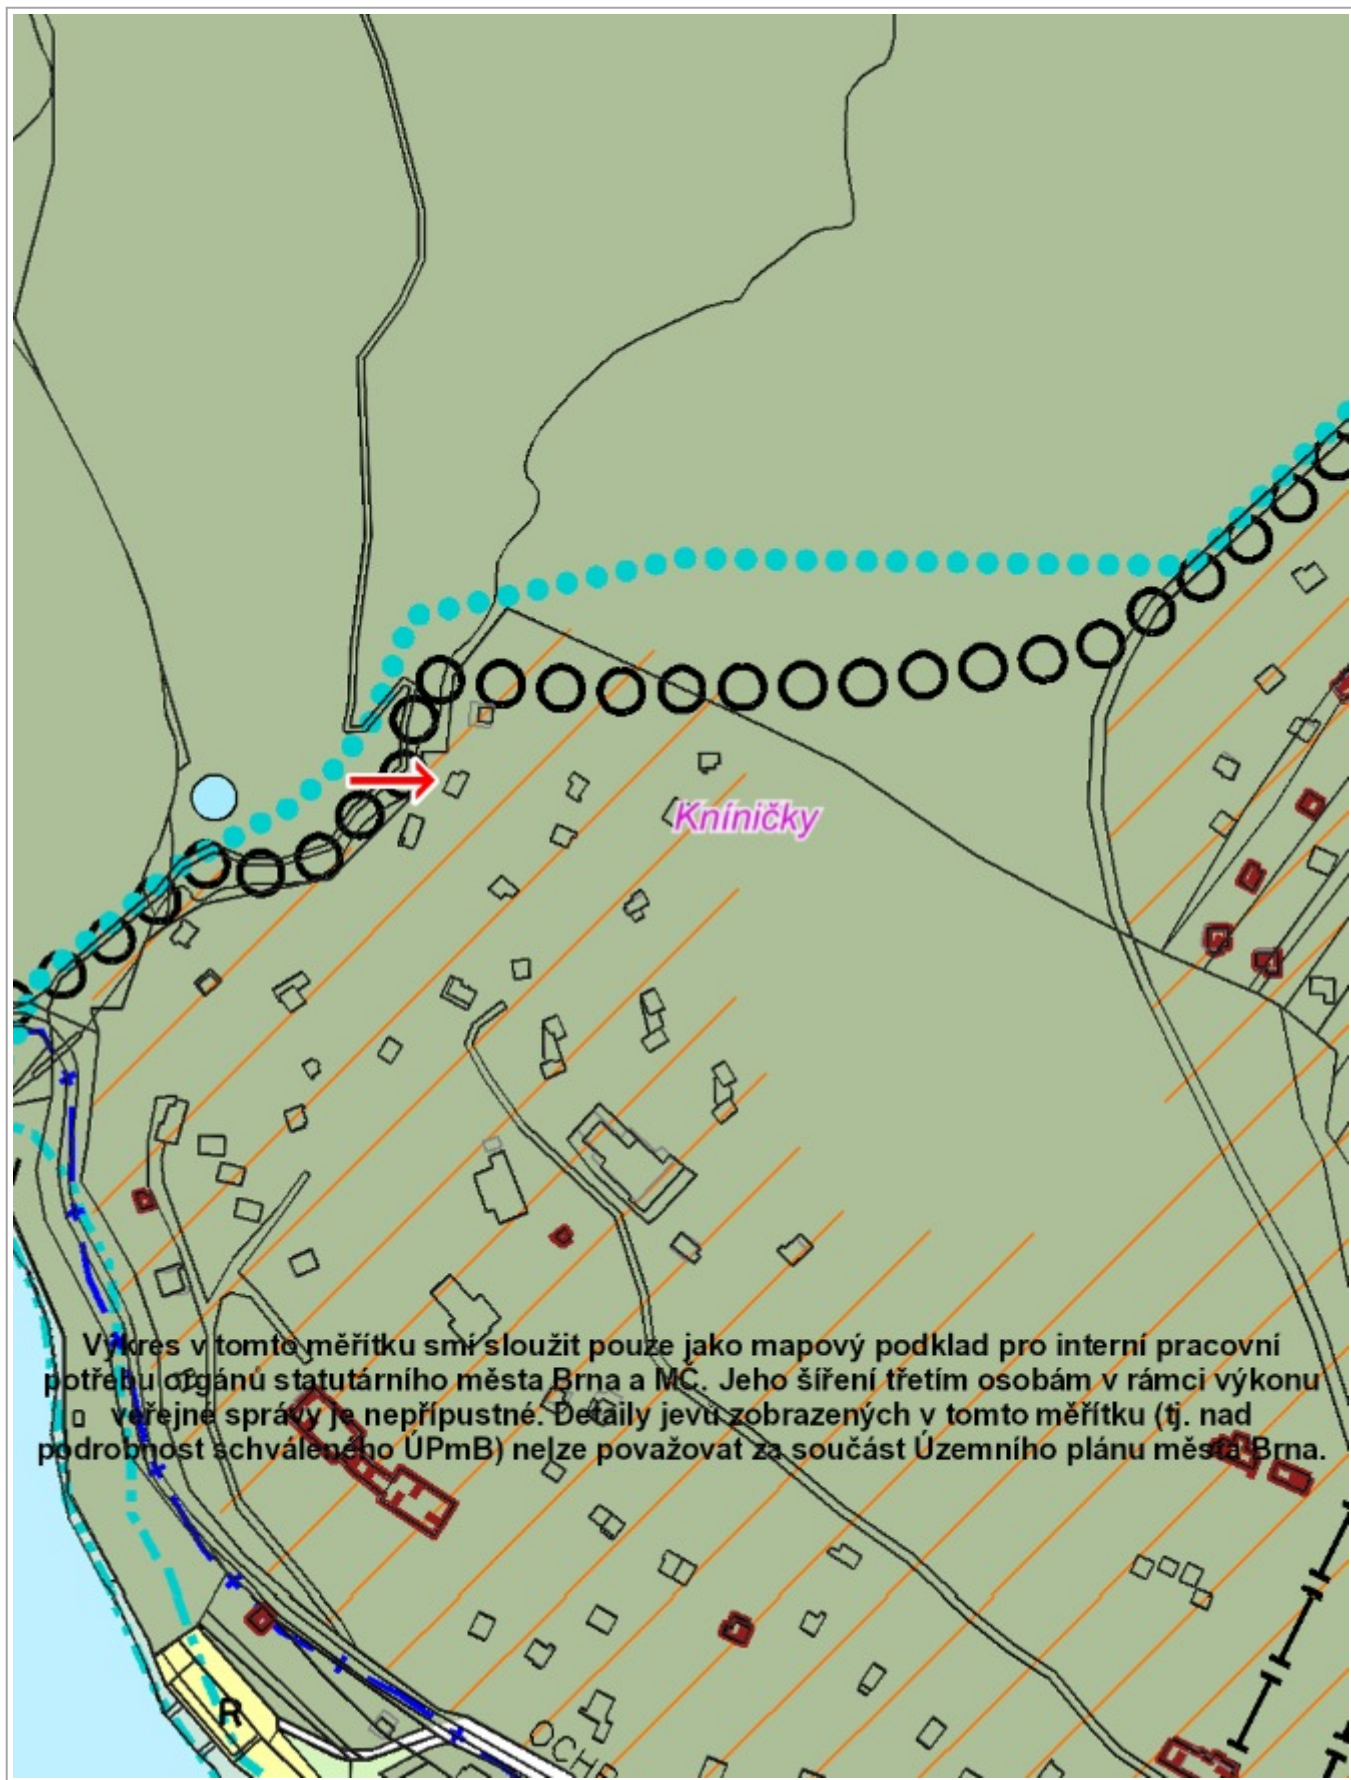 Kníničky
Výkres v tomto měřítku smí sloužit pouze jako mapový podklad pro interní pracovní
potřebu orgánů statutárního města Brna a MČ. Jeho šíření třetím osobám v rámci výkonu
veřejné správy je nepřípustné. Detaily jevů zobrazených v tomto měřítku (tj. nad
podrobnost schváleného ÚPmB) nelze považovat za součást Územního plánu města Brna.
R
OCHR